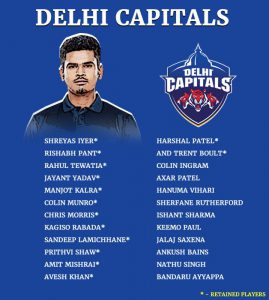 DELHI CAPITALS
DELHI
CAPITALS
SHREYAS IYER*
RISHABH PANT*
RAHUL TEWATIA*
JAYANT YADAV*
MANJOT KALRA*
COLIN MUNRO*
CHRIS MORRIS*
KAGISO RABADA*
SANDEEP LAMICHHANE*
PRITHVI SHAW*
AMIT MISHRA*
AVESH KHAN*
HARSHAL PATEL*
AND TRENT BOULT*
COLIN INGRAM
AXAR PATEL
HANUMA VIHARI
SHERFANE RUTHERFORD
ISHANT SHARMA
KEEMO PAUL
JALAJ SAXENA
ANKUSH BAINS
NATHU SINGH
BANDARU AYYAPPA
* - RETAINED PLAYERS